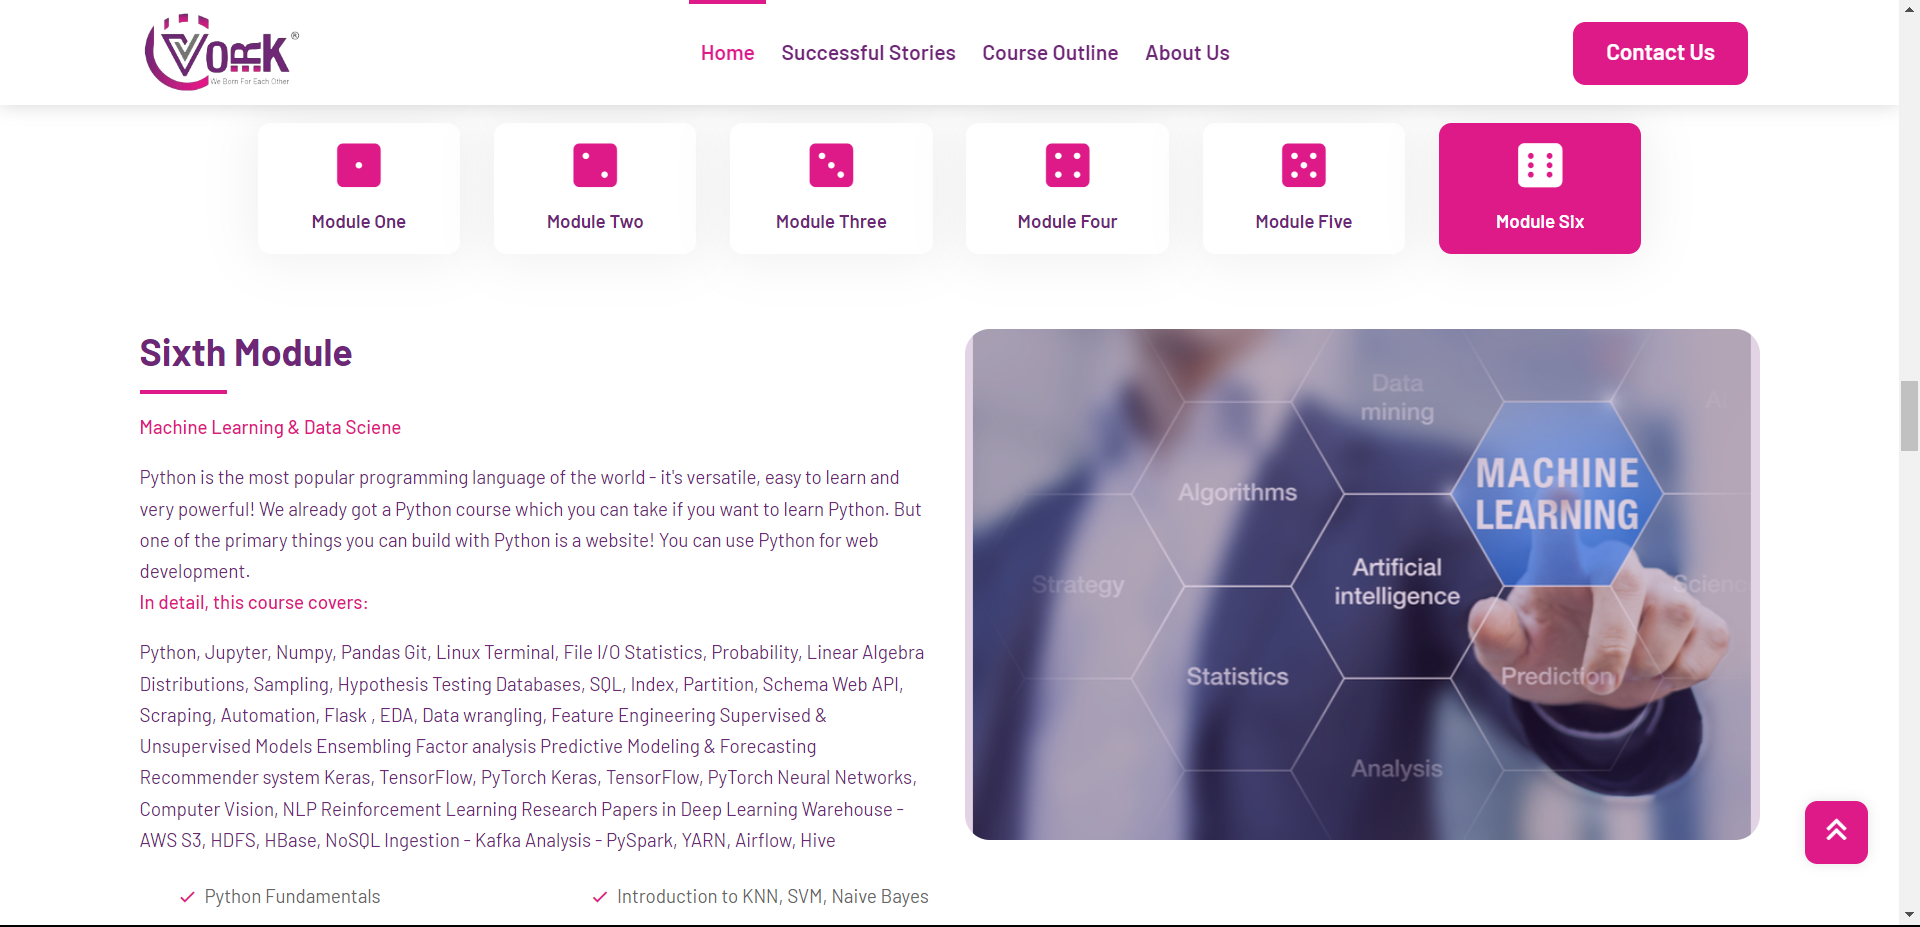 VORK ®
We Born For Each Other
Home Successful Stories Course Outline About Us
Contact Us
Module One Module Two Module Three Module Four Module Five Module SIx
Sixth Module
Machine Learning & Data Sciene
Python is the most popular programming language of the world - it's versatile, easy to learn and
very powerful! We already got a Python course which you can take if you want to learn Python. But
one of the primary things you can build with Python is a website! You can use Python for web
development.
In detail, this course covers:
Python, Jupyter, Numpy, Pandas Git, Linux Terminal, File I/O Statistics, Probability, Linear Algebra
Distributions, Sampling, Hypothesis Testing Databases, SQL, Index, Partition, Schema Web API,
Scraping, Automation, Flask , EDA, Data wrangling, Feature Engineering Supervised &
Unsupervised Models Ensembling Factor analysis Predictive Modeling & Forecasting
Recommender system Keras, TensorFlow, PyTorch Keras, TensorFlow, PyTorch Neural Networks,
Computer Vision, NLP Reinforcement Learning Research Papers in Deep Learning Warehouse -
AWS S3, HDFS, HBase, NoSQL Ingestion - Kafka Analysis - PySpark, YARN, Airflow, Hive
Python Fundamentals
Introduction to KNN, SVM, Naive Bayes
Data
mining
AI
MACHINE
LEARNING
Algorithms
Artificial
intelligence
Strategy
Scienc
Statistics
Prediction
Analysis